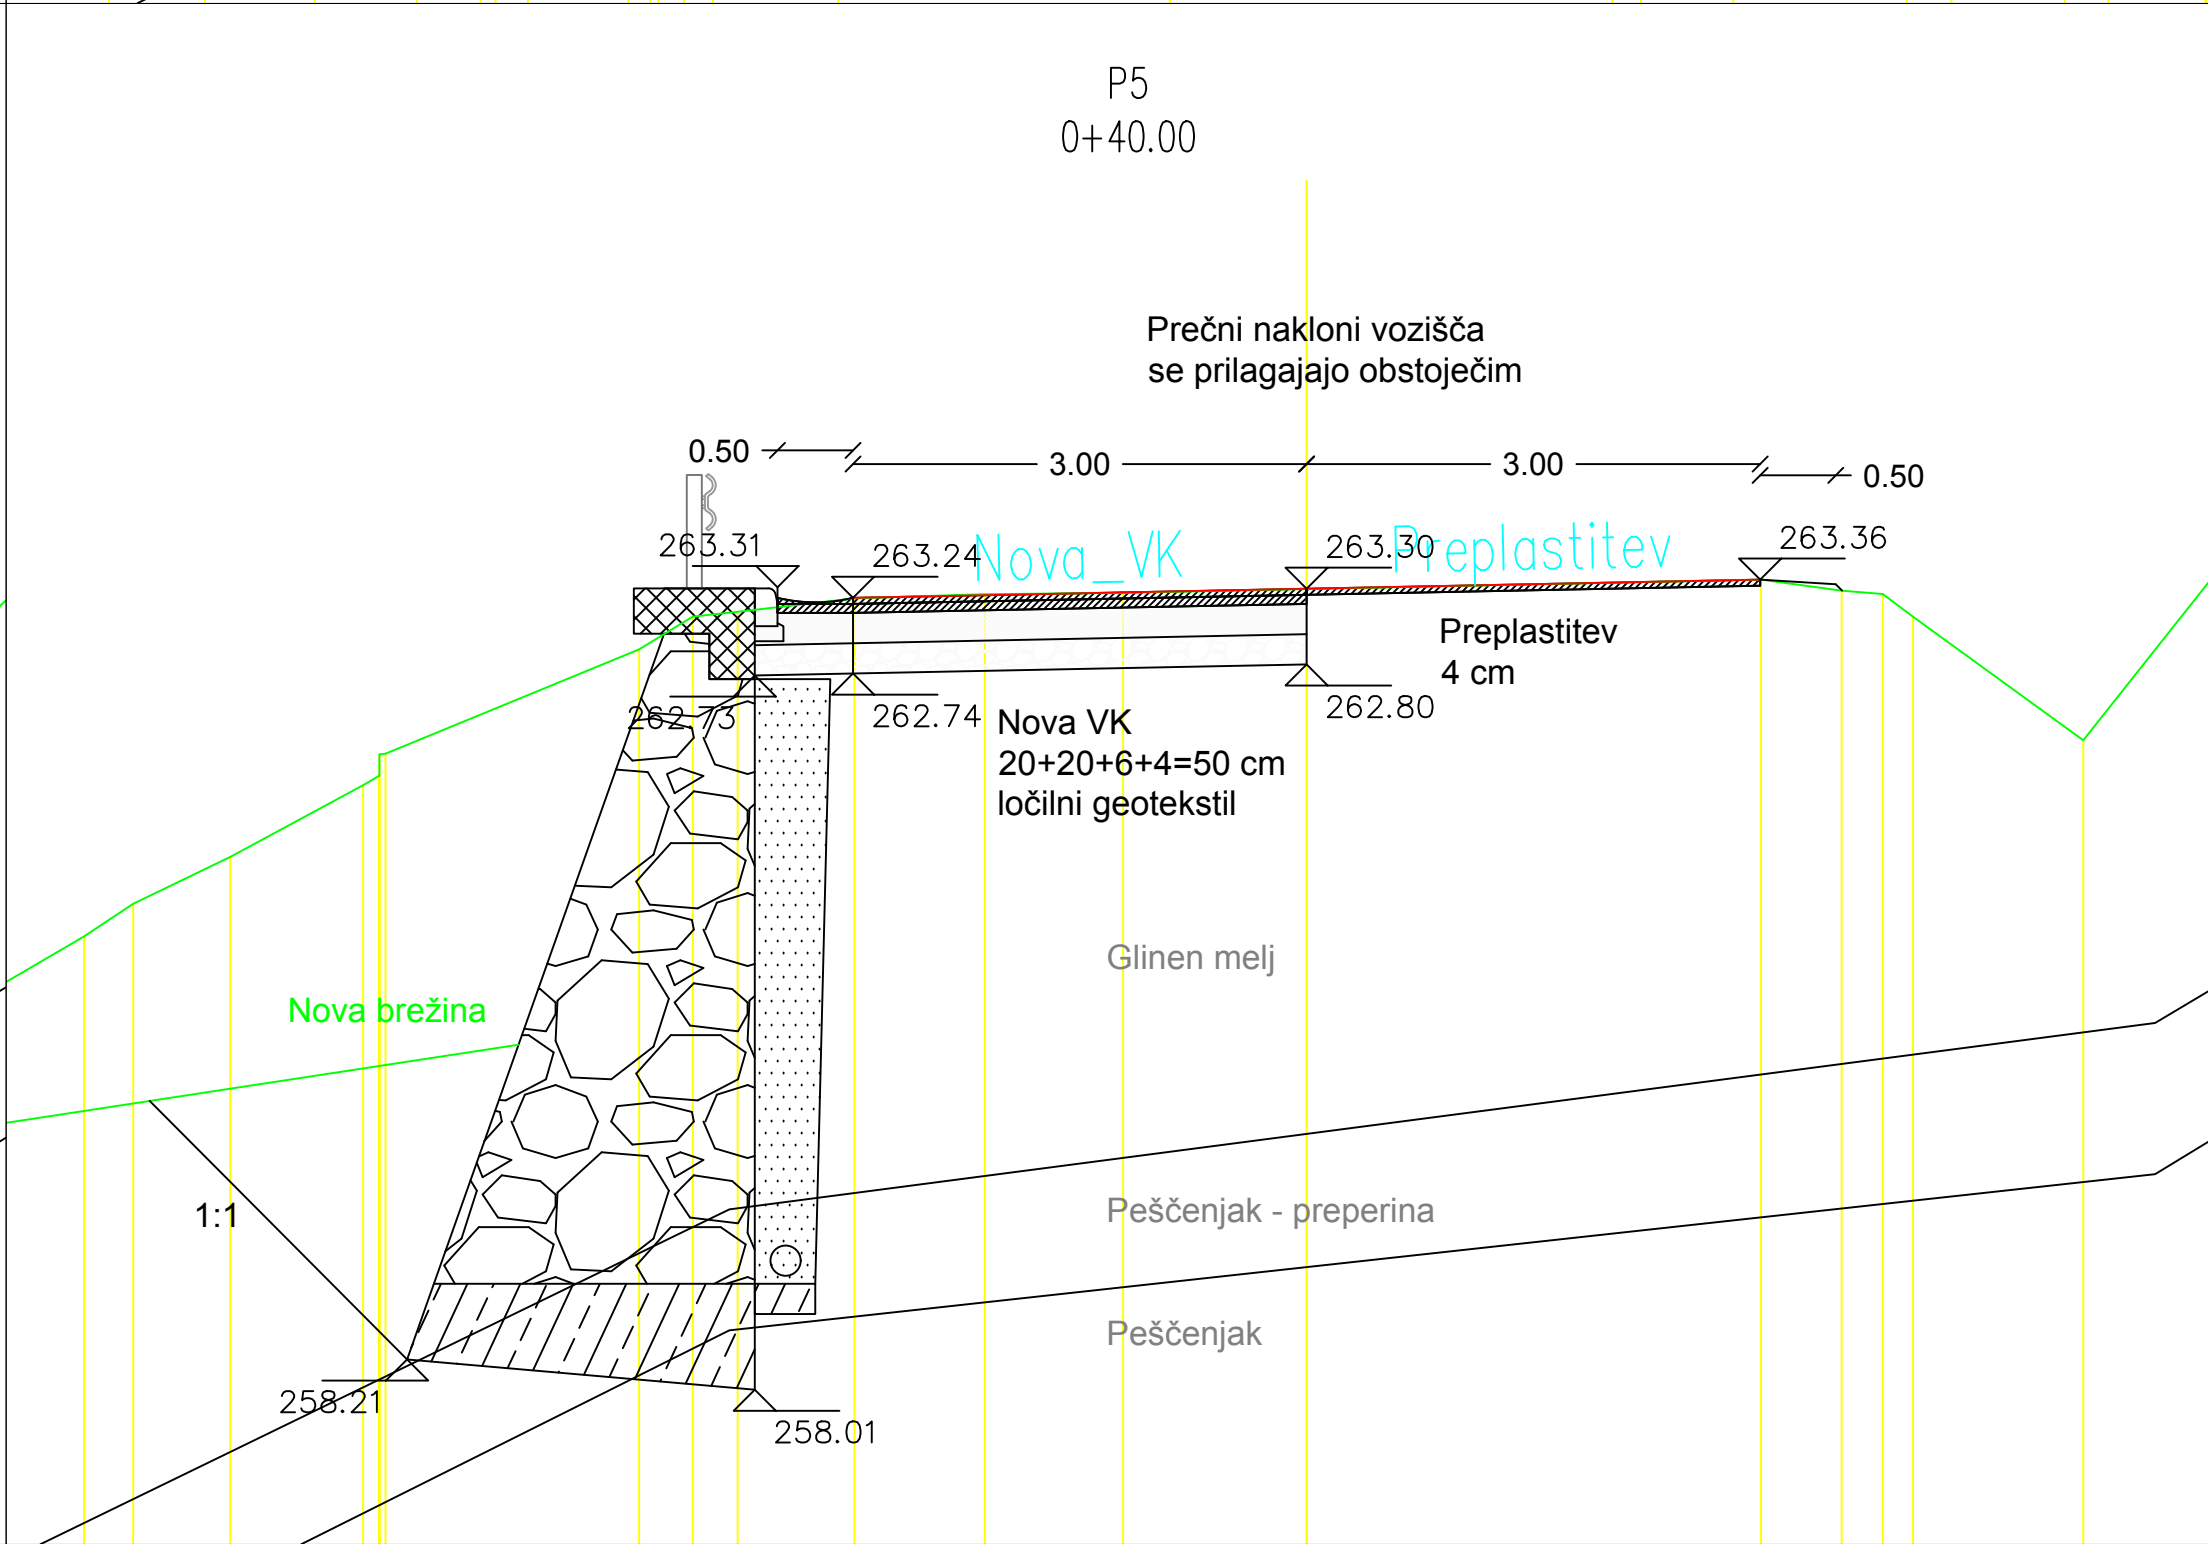 P5
0+40.00
Prečni nakloni vozišča
se prilagajajo obstoječim
0.50
3.00
3.00
0.50
263.31
263.24
Nova_VK
263.30
Preplastitev
263.36
Preplastitev
4 cm
262.73
262.74
262.80
Nova VK
20+20+6+4=50 cm
ločilni geotekstil
Glinen melj
Nova brežina
1:1
Peščenjak - preperina
Peščenjak
258.21
258.01